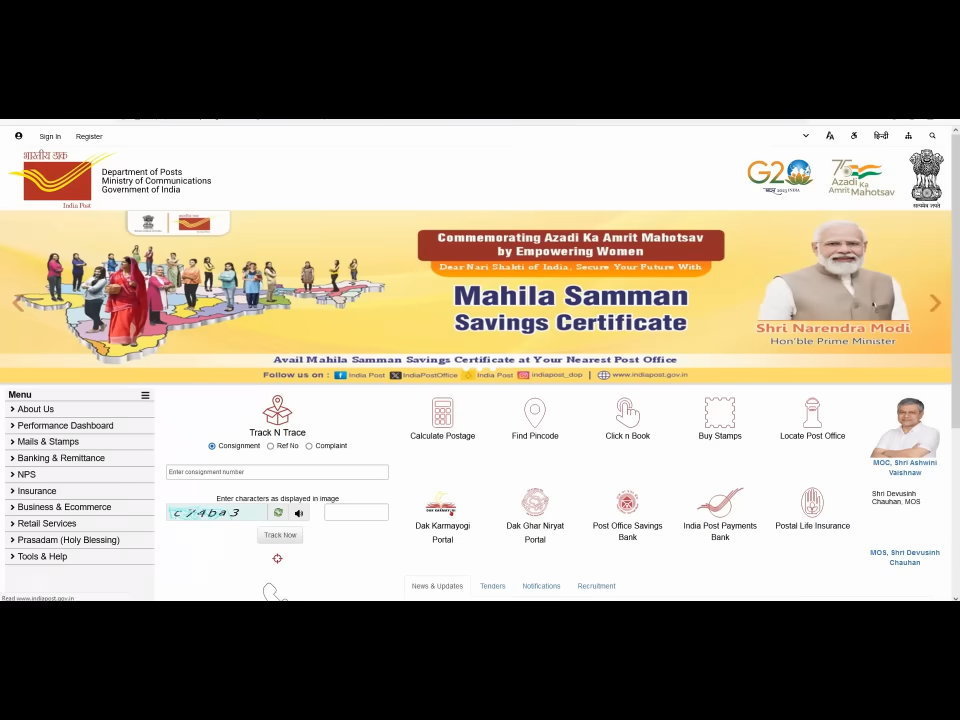 Sign In Register
हिन्दी
भारतीय डाक
India Post
Department of Posts
Ministry of Communications
Government of India
G20
75
Azadi Ka
Amrit Mahotsav
सत्यमेव जयते
Commemorating Azadi Ka Amrit Mahotsav
by Empowering Women
Dear Nari Shakti of India, Secure Your Future With
Mahila Samman
Savings Certificate
Shri Narendra Modi
Hon'ble Prime Minister
Avail Mahila Samman Savings Certificate at Your Nearest Post Office
Follow us on : India Post IndiaPostOffice India Post indiapost_dop | www.indiapost.gov.in
Menu
About Us
Performance Dashboard
Mails & Stamps
Banking & Remittance
NPS
Insurance
Business & Ecommerce
Retail Services
Prasadam (Holy Blessing)
Tools & Help
Track N Trace
Consignment Ref No Complaint
Enter consignment number
Enter characters as displayed in image
c74ba3
Track Now
Calculate Postage
Find Pincode
Click n Book
Buy Stamps
Locate Post Office
Dak Karmayogi
Portal
Dak Ghar Niryat
Portal
Post Office Savings
Bank
India Post Payments
Bank
Postal Life Insurance
MOC, Shri Ashwini
Vaishnaw
Shri Devusinh
Chauhan, MOS
MOS, Shri Devusinh
Chauhan
News & Updates Tenders Notifications Recruitment
Read www.indiapost.gov.in